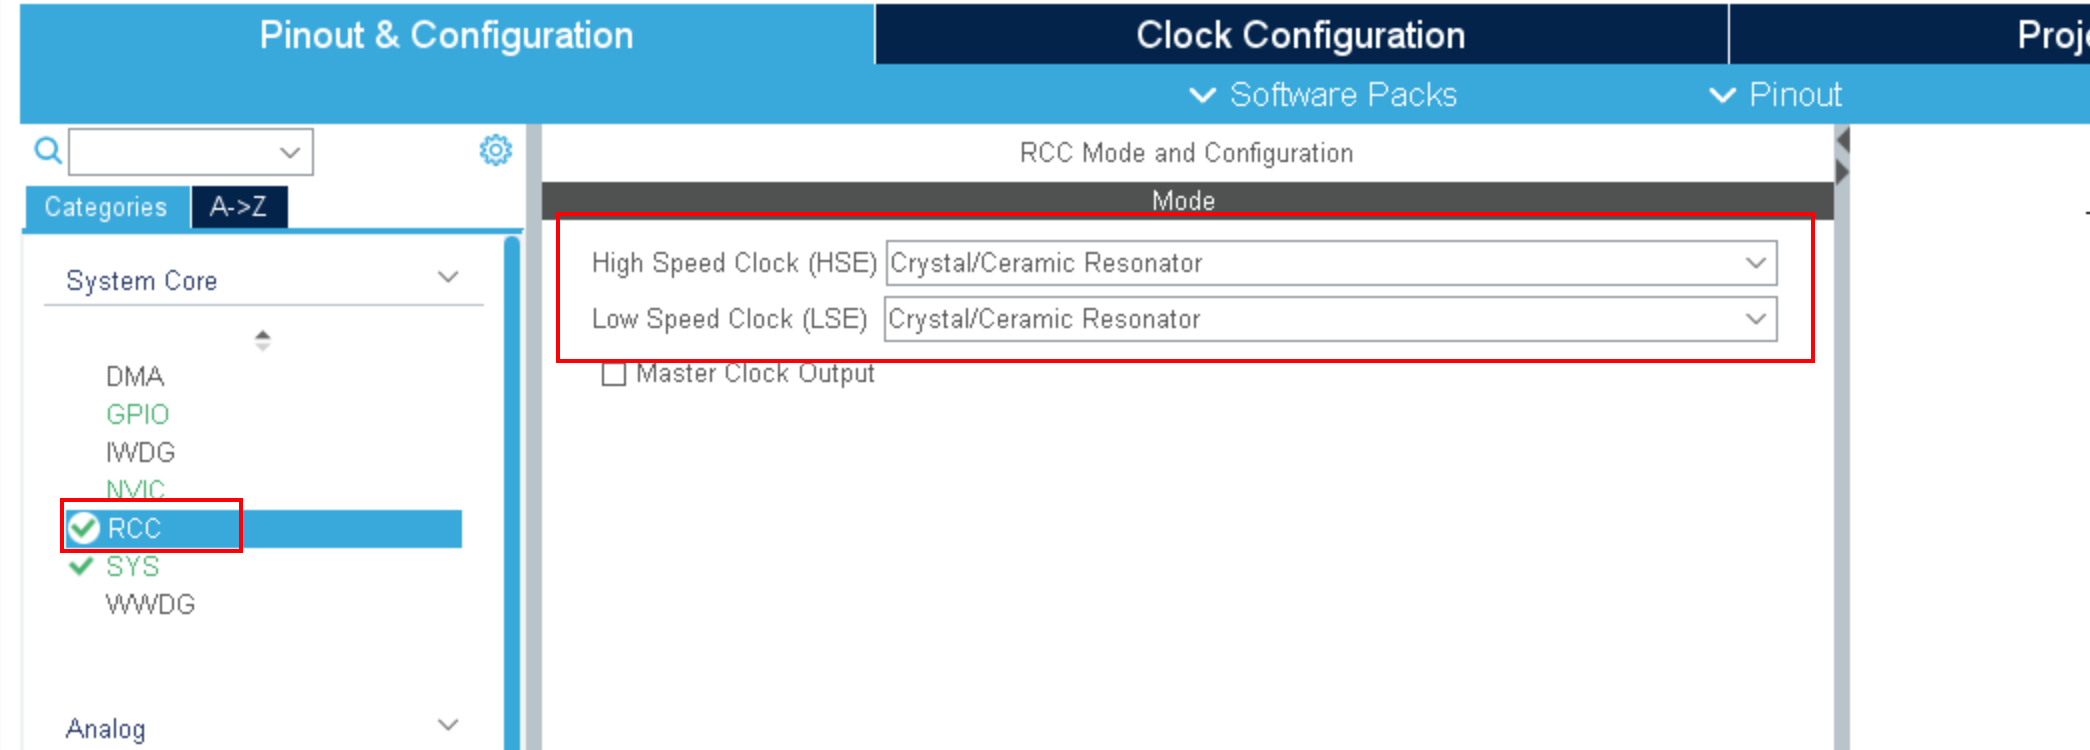 Pinout & Configuration
Clock Configuration
Software Packs
Pinout
Categories
A->Z
System Core
DMA
GPIO
IWDG
NVIC
RCC
SYS
WWDG
Analog
RCC Mode and Configuration
Mode
High Speed Clock (HSE) Crystal/Ceramic Resonator
Low Speed Clock (LSE) Crystal/Ceramic Resonator
Master Clock Output